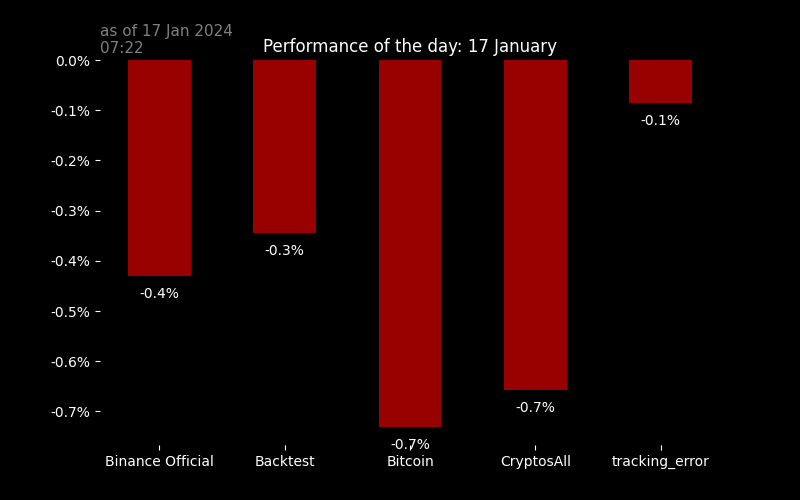 as of 17 Jan 2024
07:22
Performance of the day: 17 January
0.0%
-0.1%
-0.2%
-0.3%
-0.4%
-0.5%
-0.6%
-0.7%
-0.4%
-0.3%
-0.7%
-0.7%
-0.1%
Binance Official
Backtest
Bitcoin
CryptosAll
tracking_error